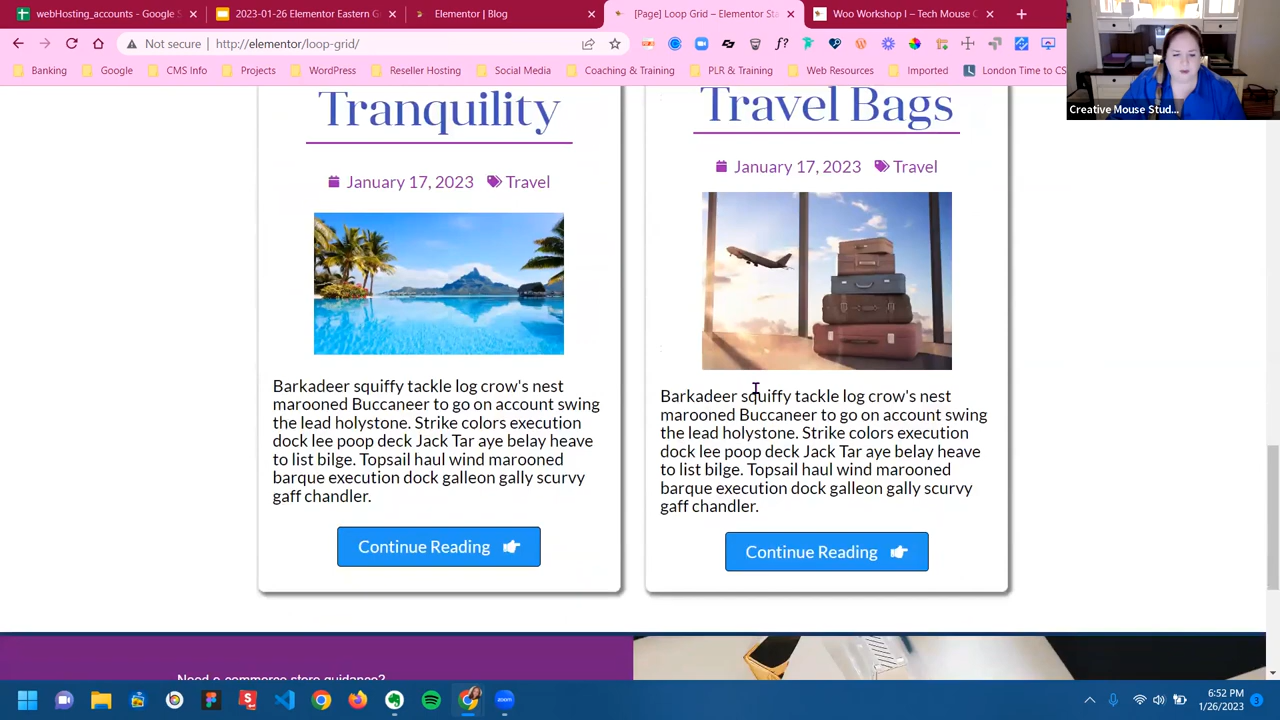 webHosting_accounts - Google S
2023-01-26 Elementor Eastern G
Elementor | Blog
[Page] Loop Grid – Elementor Sta
Woo Workshop I – Tech Mouse C
Not secure
http://elementor/loop-grid/
Banking
Google
CMS Info
Projects
WordPress
Retail Hosting
Social Media
Coaching & Training
PLR & Training
Web Resources
Imported
London Time to CS
Creative Mouse Stud...
Tranquility
January 17, 2023
Travel
Barkadeer squiffy tackle log crow's nest
marooned Buccaneer to go on account swing
the lead holystone. Strike colors execution
dock lee poop deck Jack Tar aye belay heave
to list bilge. Topsail haul wind marooned
barque execution dock galleon gally scurvy
gaff chandler.
Continue Reading
Travel Bags
January 17, 2023
Travel
Barkadeer squiffy tackle log crow's nest
marooned Buccaneer to go on account swing
the lead holystone. Strike colors execution
dock lee poop deck Jack Tar aye belay heave
to list bilge. Topsail haul wind marooned
barque execution dock galleon gally scurvy
gaff chandler.
Continue Reading
Need e-commerce store guidance?
zoom
6:52 PM
1/26/2023
3